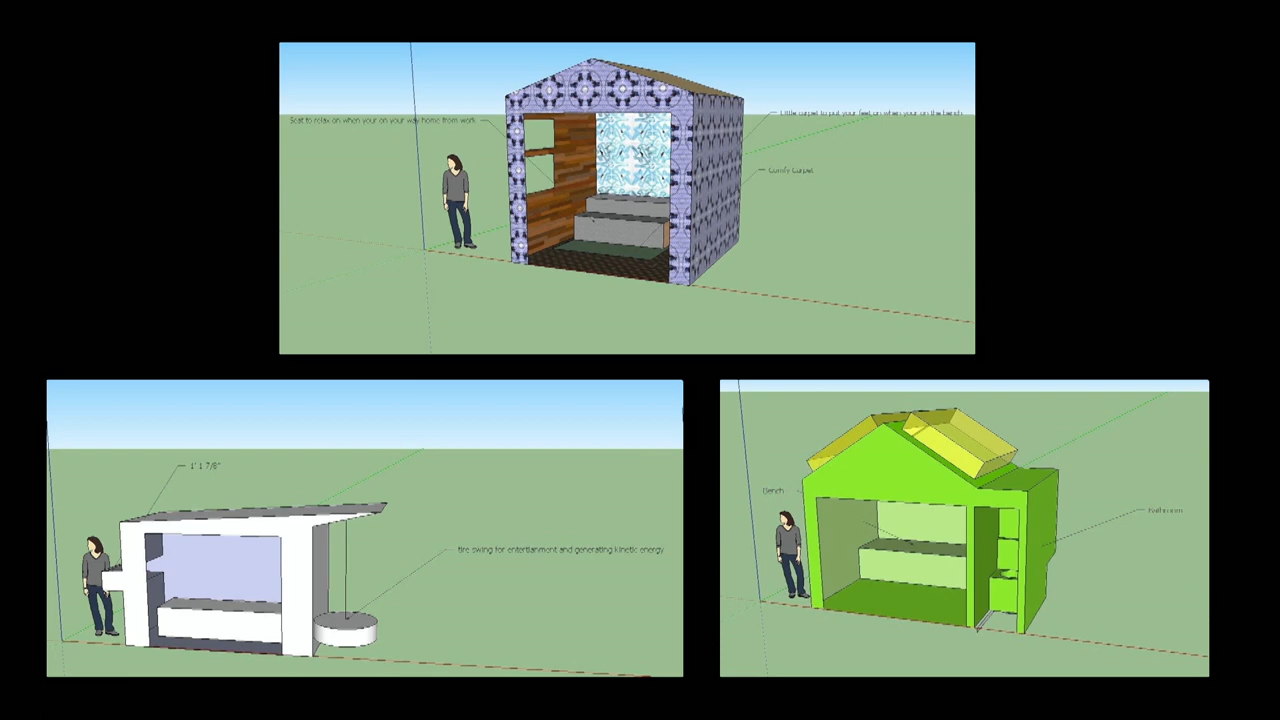 Little carpet to put your feet on when your on the bench
Seat to relax on when your on your way home from work
Comfy Carpet
1' 1 7/8"
tire swing for entertianment and generating kinetic energy
Bench
Bathroom